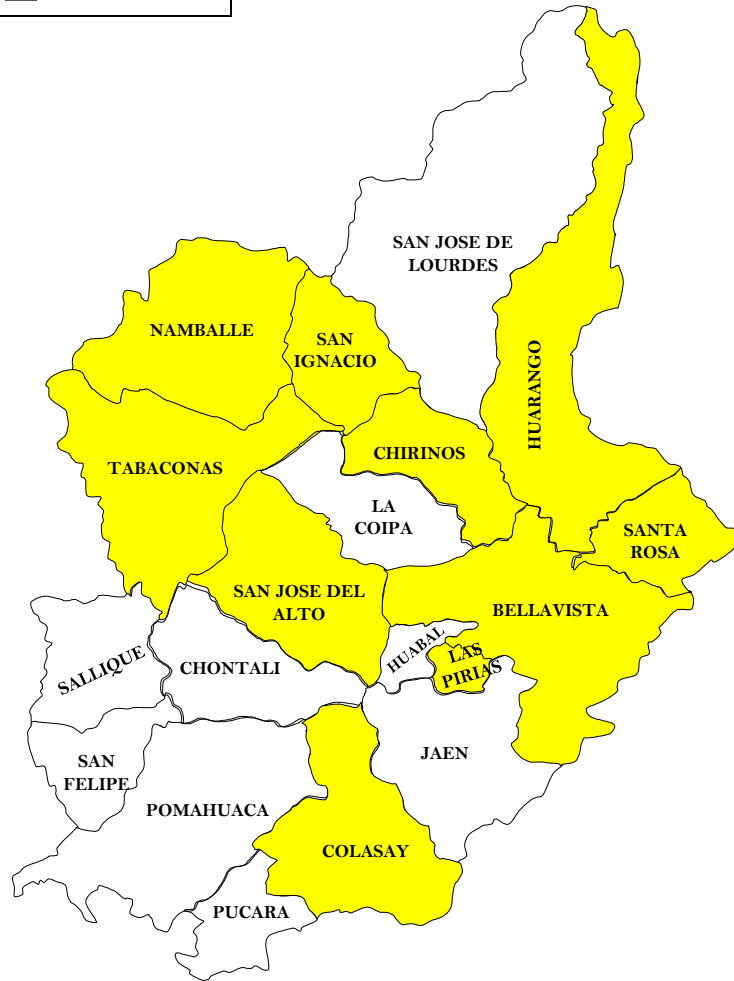 SAN JOSE DE
LOURDES
NAMBALLE
SAN
IGNACIO
HUARANGO
TABACONAS
CHIRINOS
LA
COIPA
SANTA
ROSA
SAN JOSE DEL
ALTO
BELLAVISTA
HUABAL
LAS
PIRIAS
SALLIQUE
CHONTALI
SAN
FELIPE
JAEN
POMAHUACA
COLASAY
PUCARA